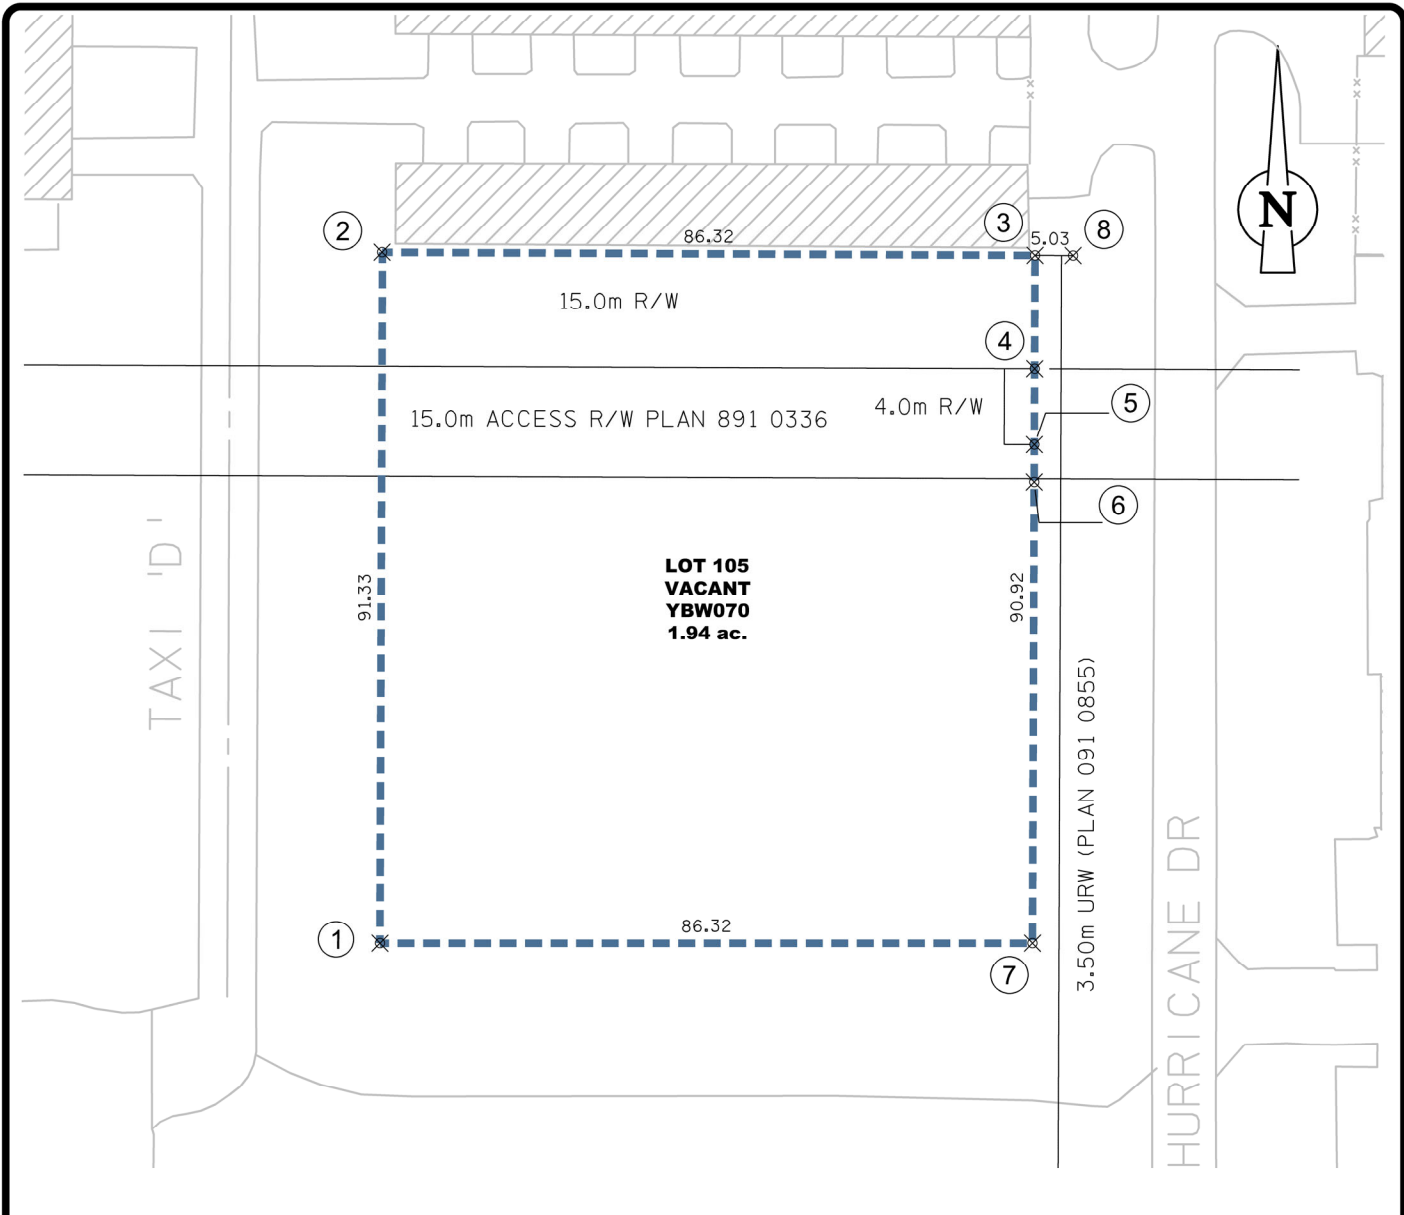 N
2
86.32
3
5.03
8
15.0m R/W
4
15.0m ACCESS R/W PLAN 891 0336
4.0m R/W
5
6
TAXI 'D'
91.33
LOT 105
VACANT
YBW070
1.94 ac.
90.92
3.50m URW (PLAN 091 0855)
HURRICANE DR
1
86.32
7